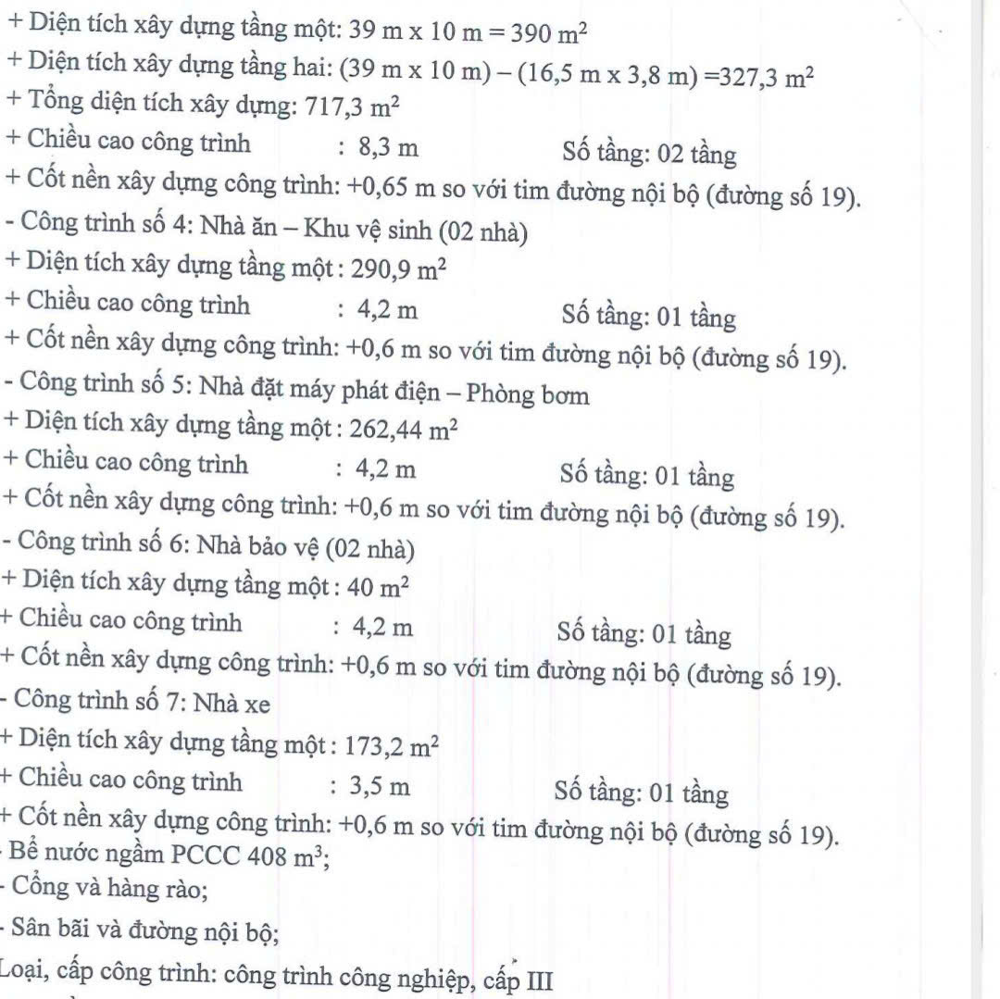 + Diện tích xây dựng tầng một: 39 m x 10 m = 390 m²
+ Diện tích xây dựng tầng hai: (39 m x 10 m) – (16,5 m x 3,8 m) =327,3 m²
+ Tổng diện tích xây dựng: 717,3 m²
+ Chiều cao công trình : 8,3 m Số tầng: 02 tầng
+ Cốt nền xây dựng công trình: +0,65 m so với tim đường nội bộ (đường số 19).
- Công trình số 4: Nhà ăn – Khu vệ sinh (02 nhà)
+ Diện tích xây dựng tầng một : 290,9 m²
+ Chiều cao công trình : 4,2 m Số tầng: 01 tầng
+ Cốt nền xây dựng công trình: +0,6 m so với tim đường nội bộ (đường số 19).
- Công trình số 5: Nhà đặt máy phát điện – Phòng bơm
+ Diện tích xây dựng tầng một : 262,44 m²
+ Chiều cao công trình : 4,2 m Số tầng: 01 tầng
+ Cốt nền xây dựng công trình: +0,6 m so với tim đường nội bộ (đường số 19).
- Công trình số 6: Nhà bảo vệ (02 nhà)
+ Diện tích xây dựng tầng một : 40 m²
+ Chiều cao công trình : 4,2 m Số tầng: 01 tầng
+ Cốt nền xây dựng công trình: +0,6 m so với tim đường nội bộ (đường số 19).
- Công trình số 7: Nhà xe
+ Diện tích xây dựng tầng một : 173,2 m²
+ Chiều cao công trình : 3,5 m Số tầng: 01 tầng
+ Cốt nền xây dựng công trình: +0,6 m so với tim đường nội bộ (đường số 19).
- Bể nước ngầm PCCC 408 m³;
- Cổng và hàng rào;
- Sân bãi và đường nội bộ;
Loại, cấp công trình: công trình công nghiệp, cấp III